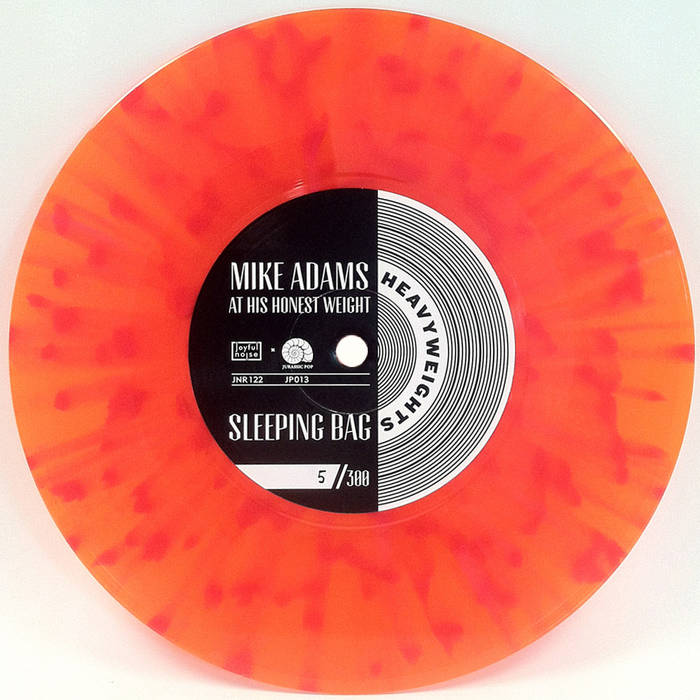 MIKE ADAMS
AT HIS HONEST WEIGHT
joyful
noise
×
JURASSIC POP
JNR122 JP013
SLEEPING BAG
5 //300
HEAVYWEIGHTS